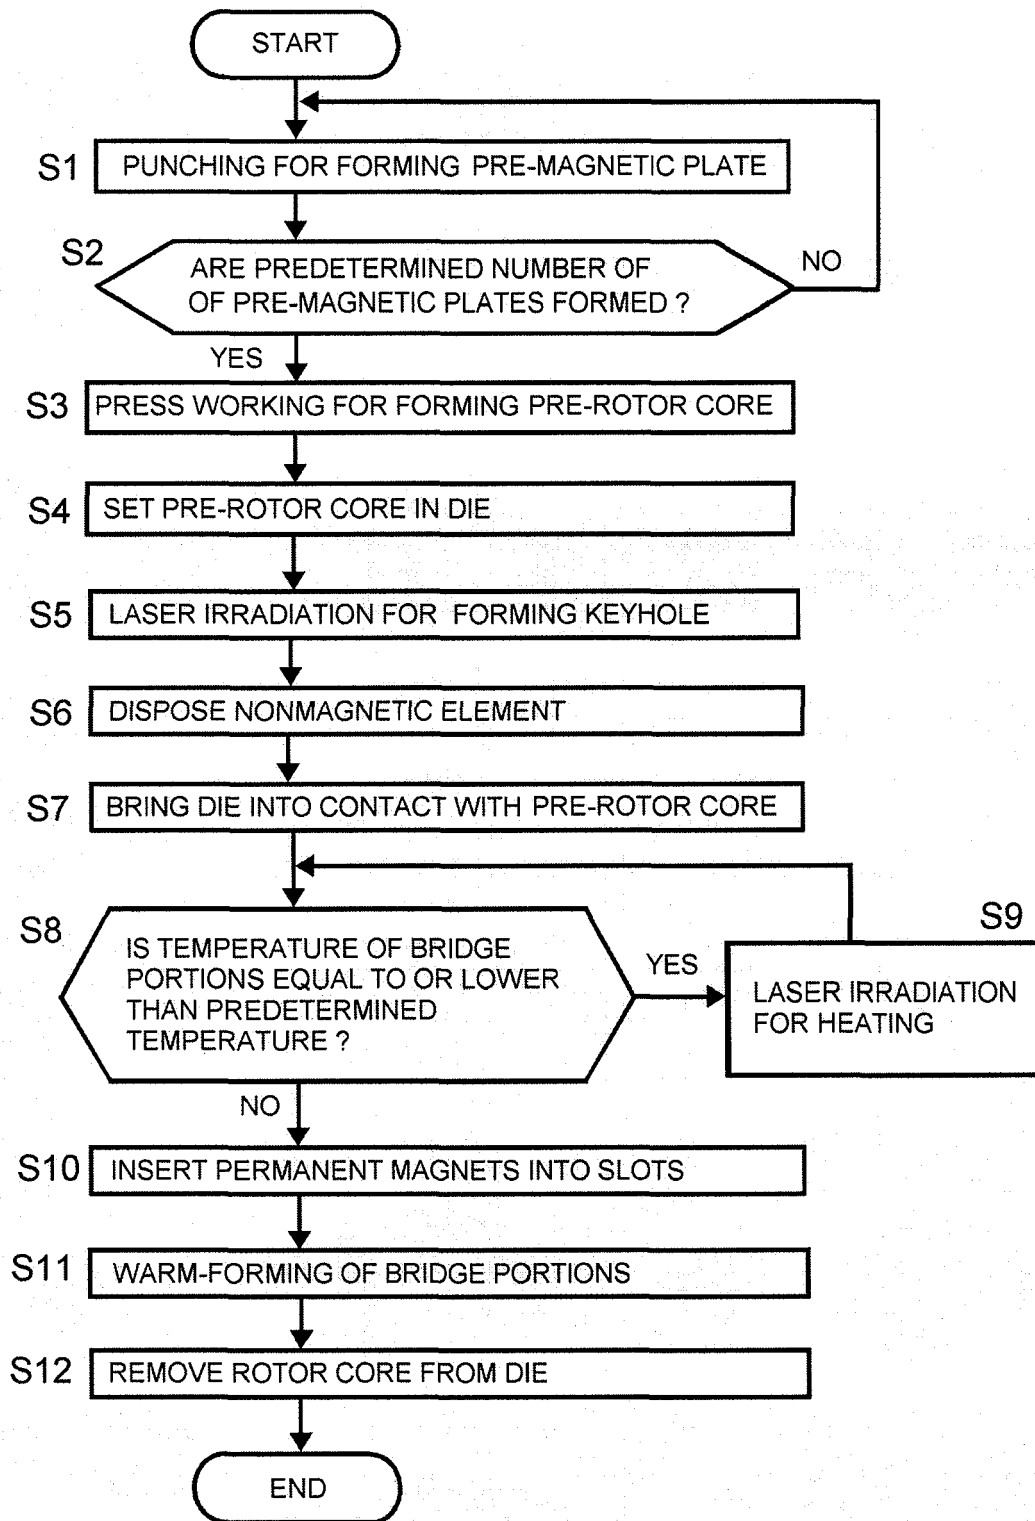 START
S1
PUNCHING FOR FORMING PRE-MAGNETIC PLATE
S2
ARE PREDETERMINED NUMBER OF
OF PRE-MAGNETIC PLATES FORMED ?
NO
YES
S3
PRESS WORKING FOR FORMING PRE-ROTOR CORE
S4
SET PRE-ROTOR CORE IN DIE
S5
LASER IRRADIATION FOR FORMING KEYHOLE
S6
DISPOSE NONMAGNETIC ELEMENT
S7
BRING DIE INTO CONTACT WITH PRE-ROTOR CORE
S8
IS TEMPERATURE OF BRIDGE
PORTIONS EQUAL TO OR LOWER
THAN PREDETERMINED
TEMPERATURE ?
YES
S9
LASER IRRADIATION
FOR HEATING
NO
S10
INSERT PERMANENT MAGNETS INTO SLOTS
S11
WARM-FORMING OF BRIDGE PORTIONS
S12
REMOVE ROTOR CORE FROM DIE
END